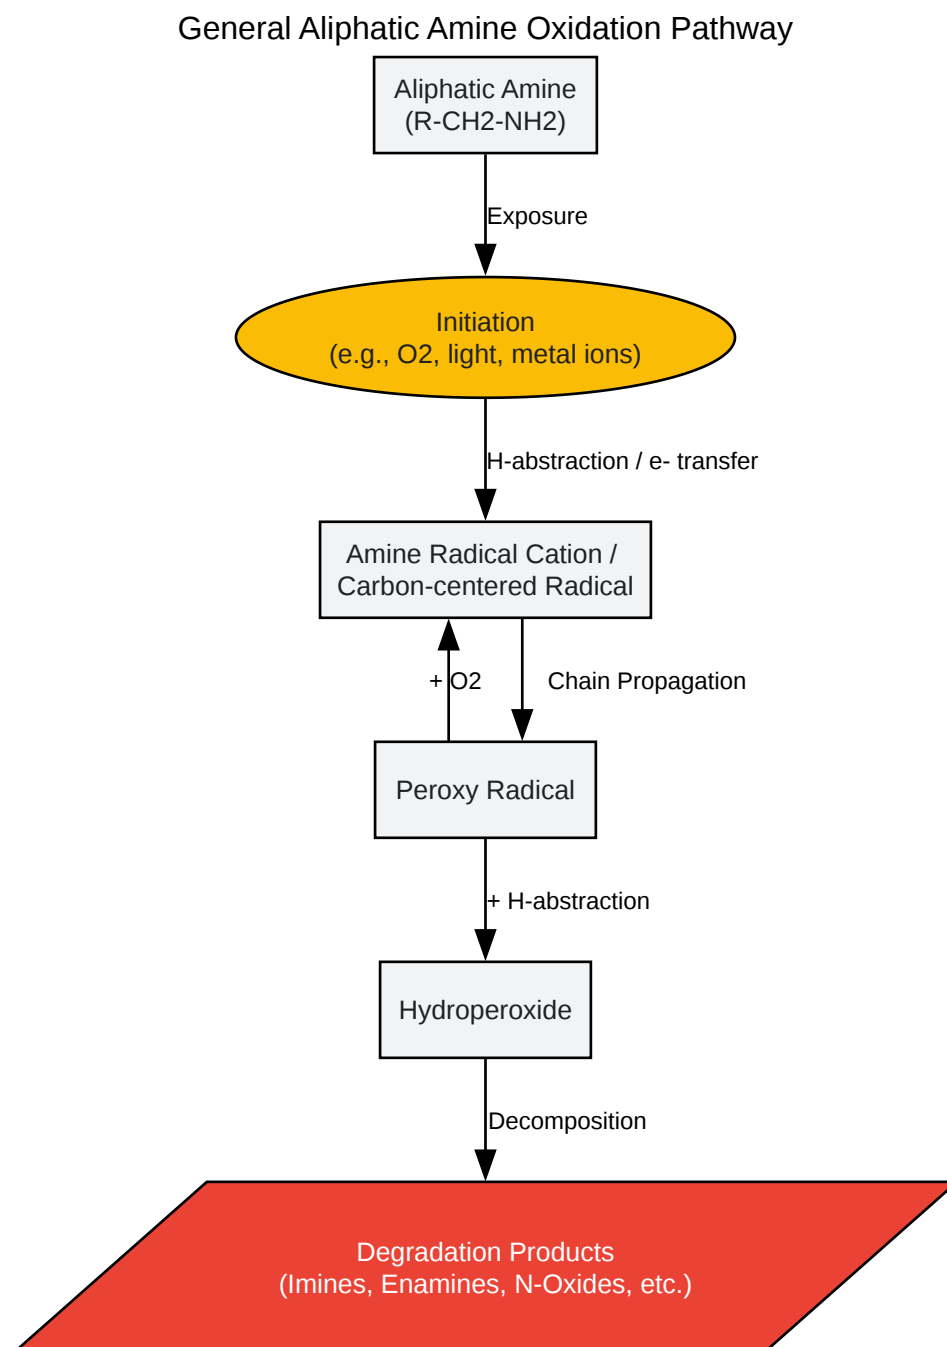 General Aliphatic Amine Oxidation Pathway
Aliphatic Amine
(R-CH2-NH2)
Exposure
Initiation
(e.g., O2, light, metal ions)
H-abstraction / e- transfer
Amine Radical Cation /
Carbon-centered Radical
+ O2
Chain Propagation
Peroxy Radical
+ H-abstraction
Hydroperoxide
Decomposition
Degradation Products
(Imines, Enamines, N-Oxides, etc.)